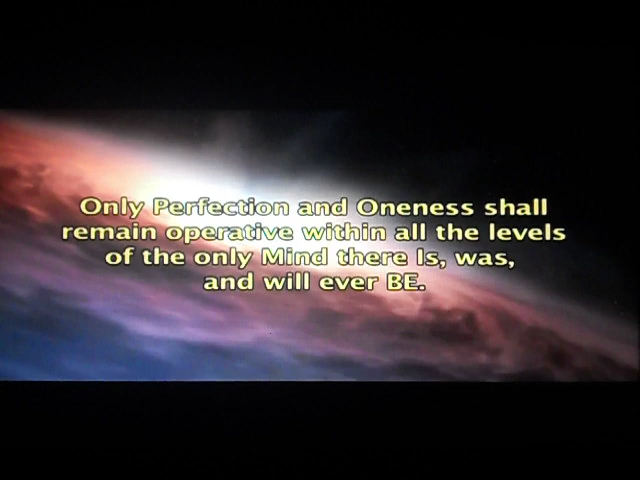 Only Perfection and Oneness shall
remain operative within all the levels
of the only Mind there Is, was,
and will ever BE.